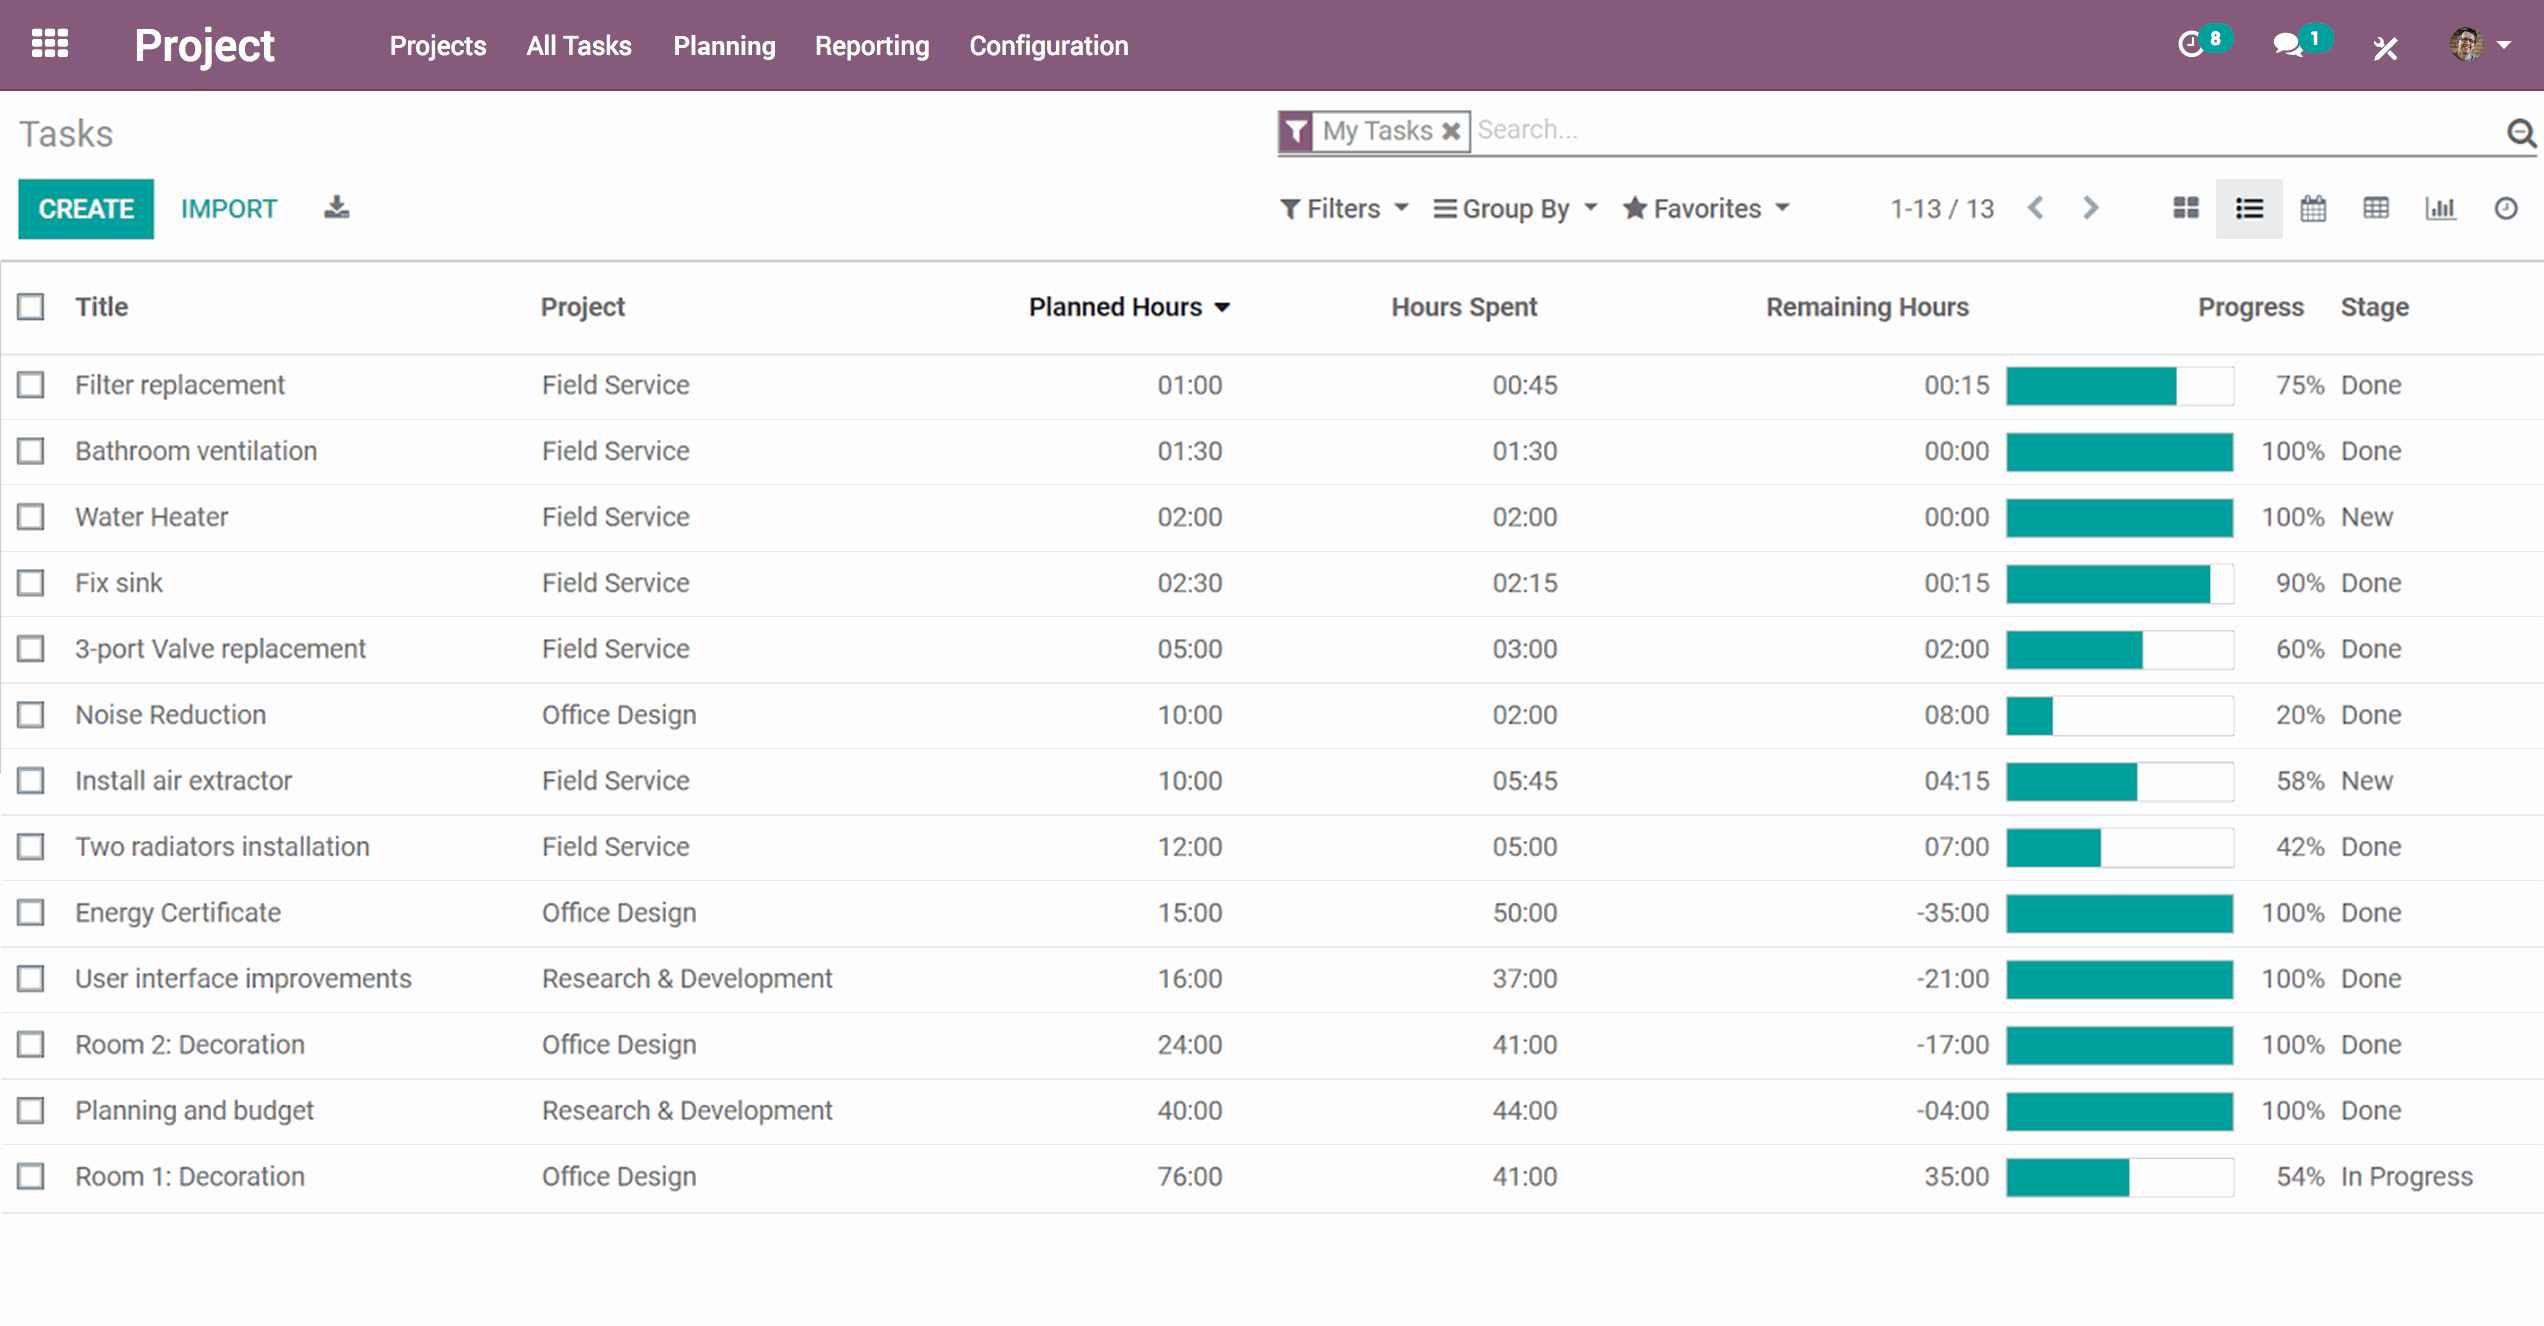 Project Projects All Tasks Planning Reporting Configuration 8 1
Tasks My Tasks Search...
CREATE IMPORT Filters Group By Favorites 1-13 / 13
Title Project Planned Hours Hours Spent Remaining Hours Progress Stage
Filter replacement Field Service 01:00 00:45 00:15 75% Done
Bathroom ventilation Field Service 01:30 01:30 00:00 100% Done
Water Heater Field Service 02:00 02:00 00:00 100% New
Fix sink Field Service 02:30 02:15 00:15 90% Done
3-port Valve replacement Field Service 05:00 03:00 02:00 60% Done
Noise Reduction Office Design 10:00 02:00 08:00 20% Done
Install air extractor Field Service 10:00 05:45 04:15 58% New
Two radiators installation Field Service 12:00 05:00 07:00 42% Done
Energy Certificate Office Design 15:00 50:00 -35:00 100% Done
User interface improvements Research & Development 16:00 37:00 -21:00 100% Done
Room 2: Decoration Office Design 24:00 41:00 -17:00 100% Done
Planning and budget Research & Development 40:00 44:00 -04:00 100% Done
Room 1: Decoration Office Design 76:00 41:00 35:00 54% In Progress